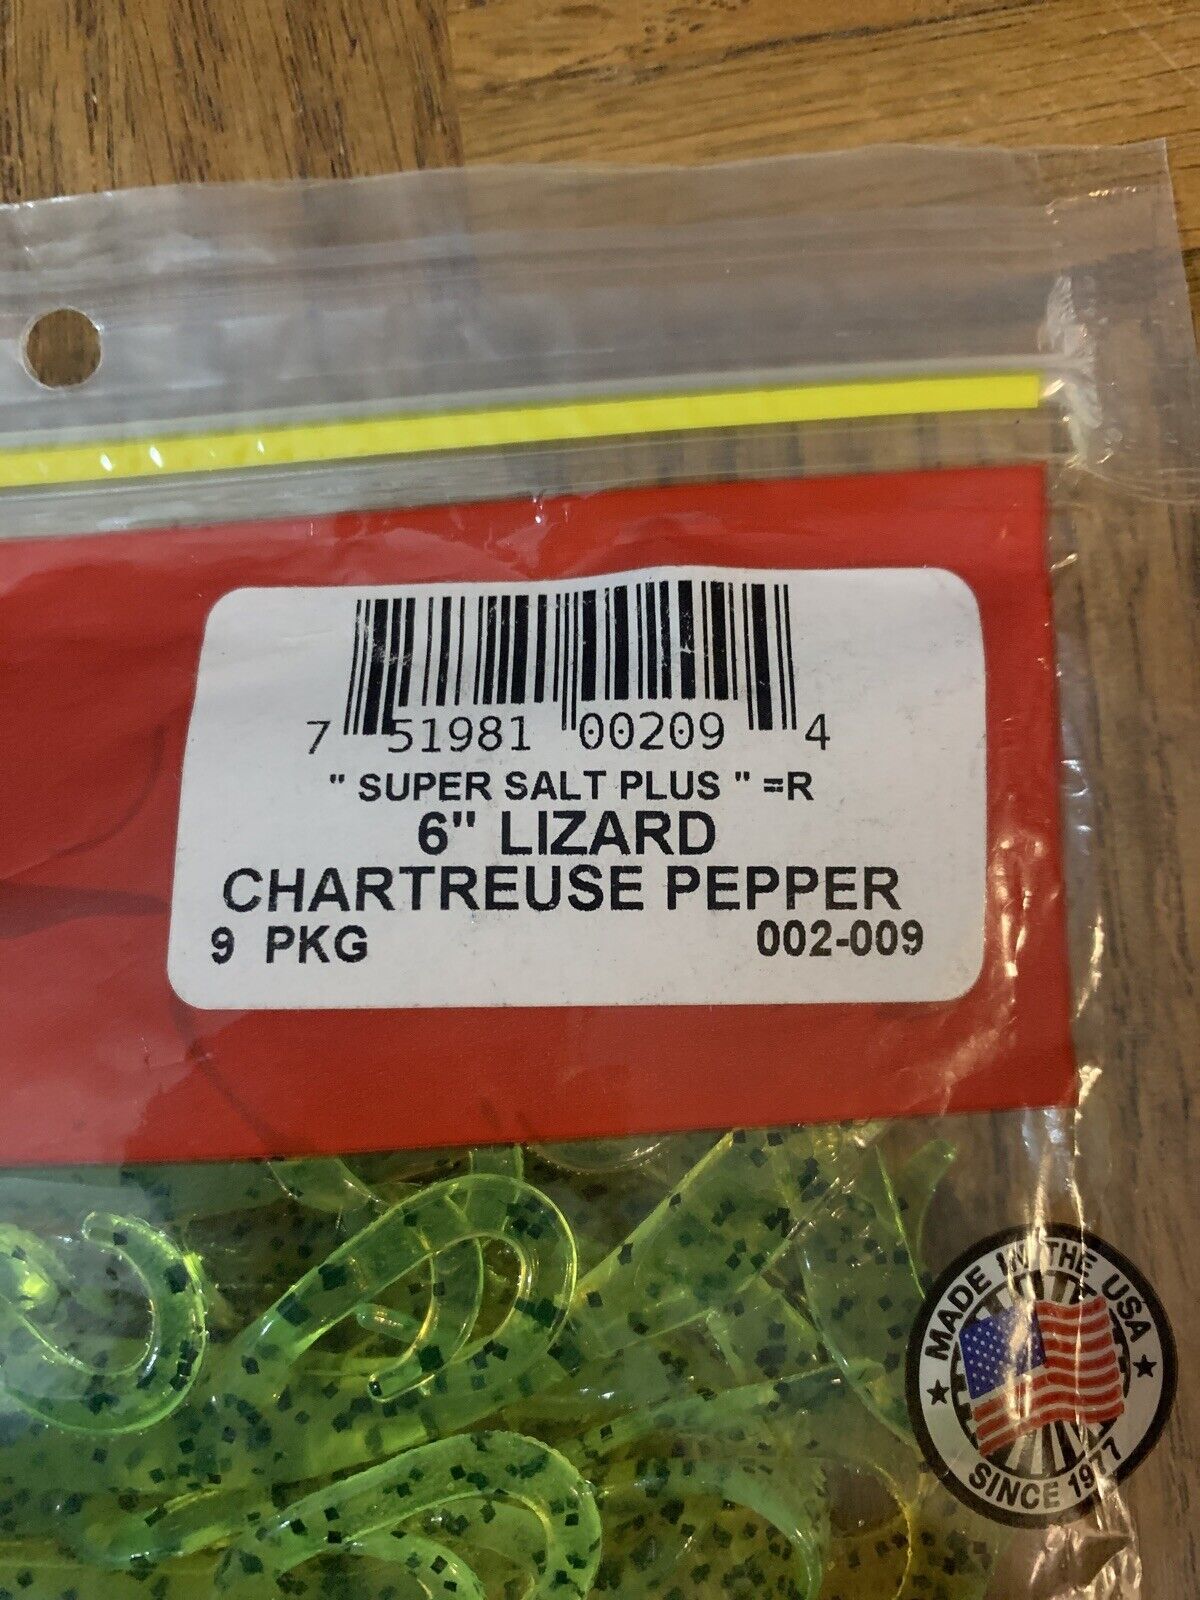 7 51981 00209 4
" SUPER SALT PLUS " =R
6" LIZARD
CHARTREUSE PEPPER
9 PKG 002-009
MADE IN THE USA
SINCE 1977